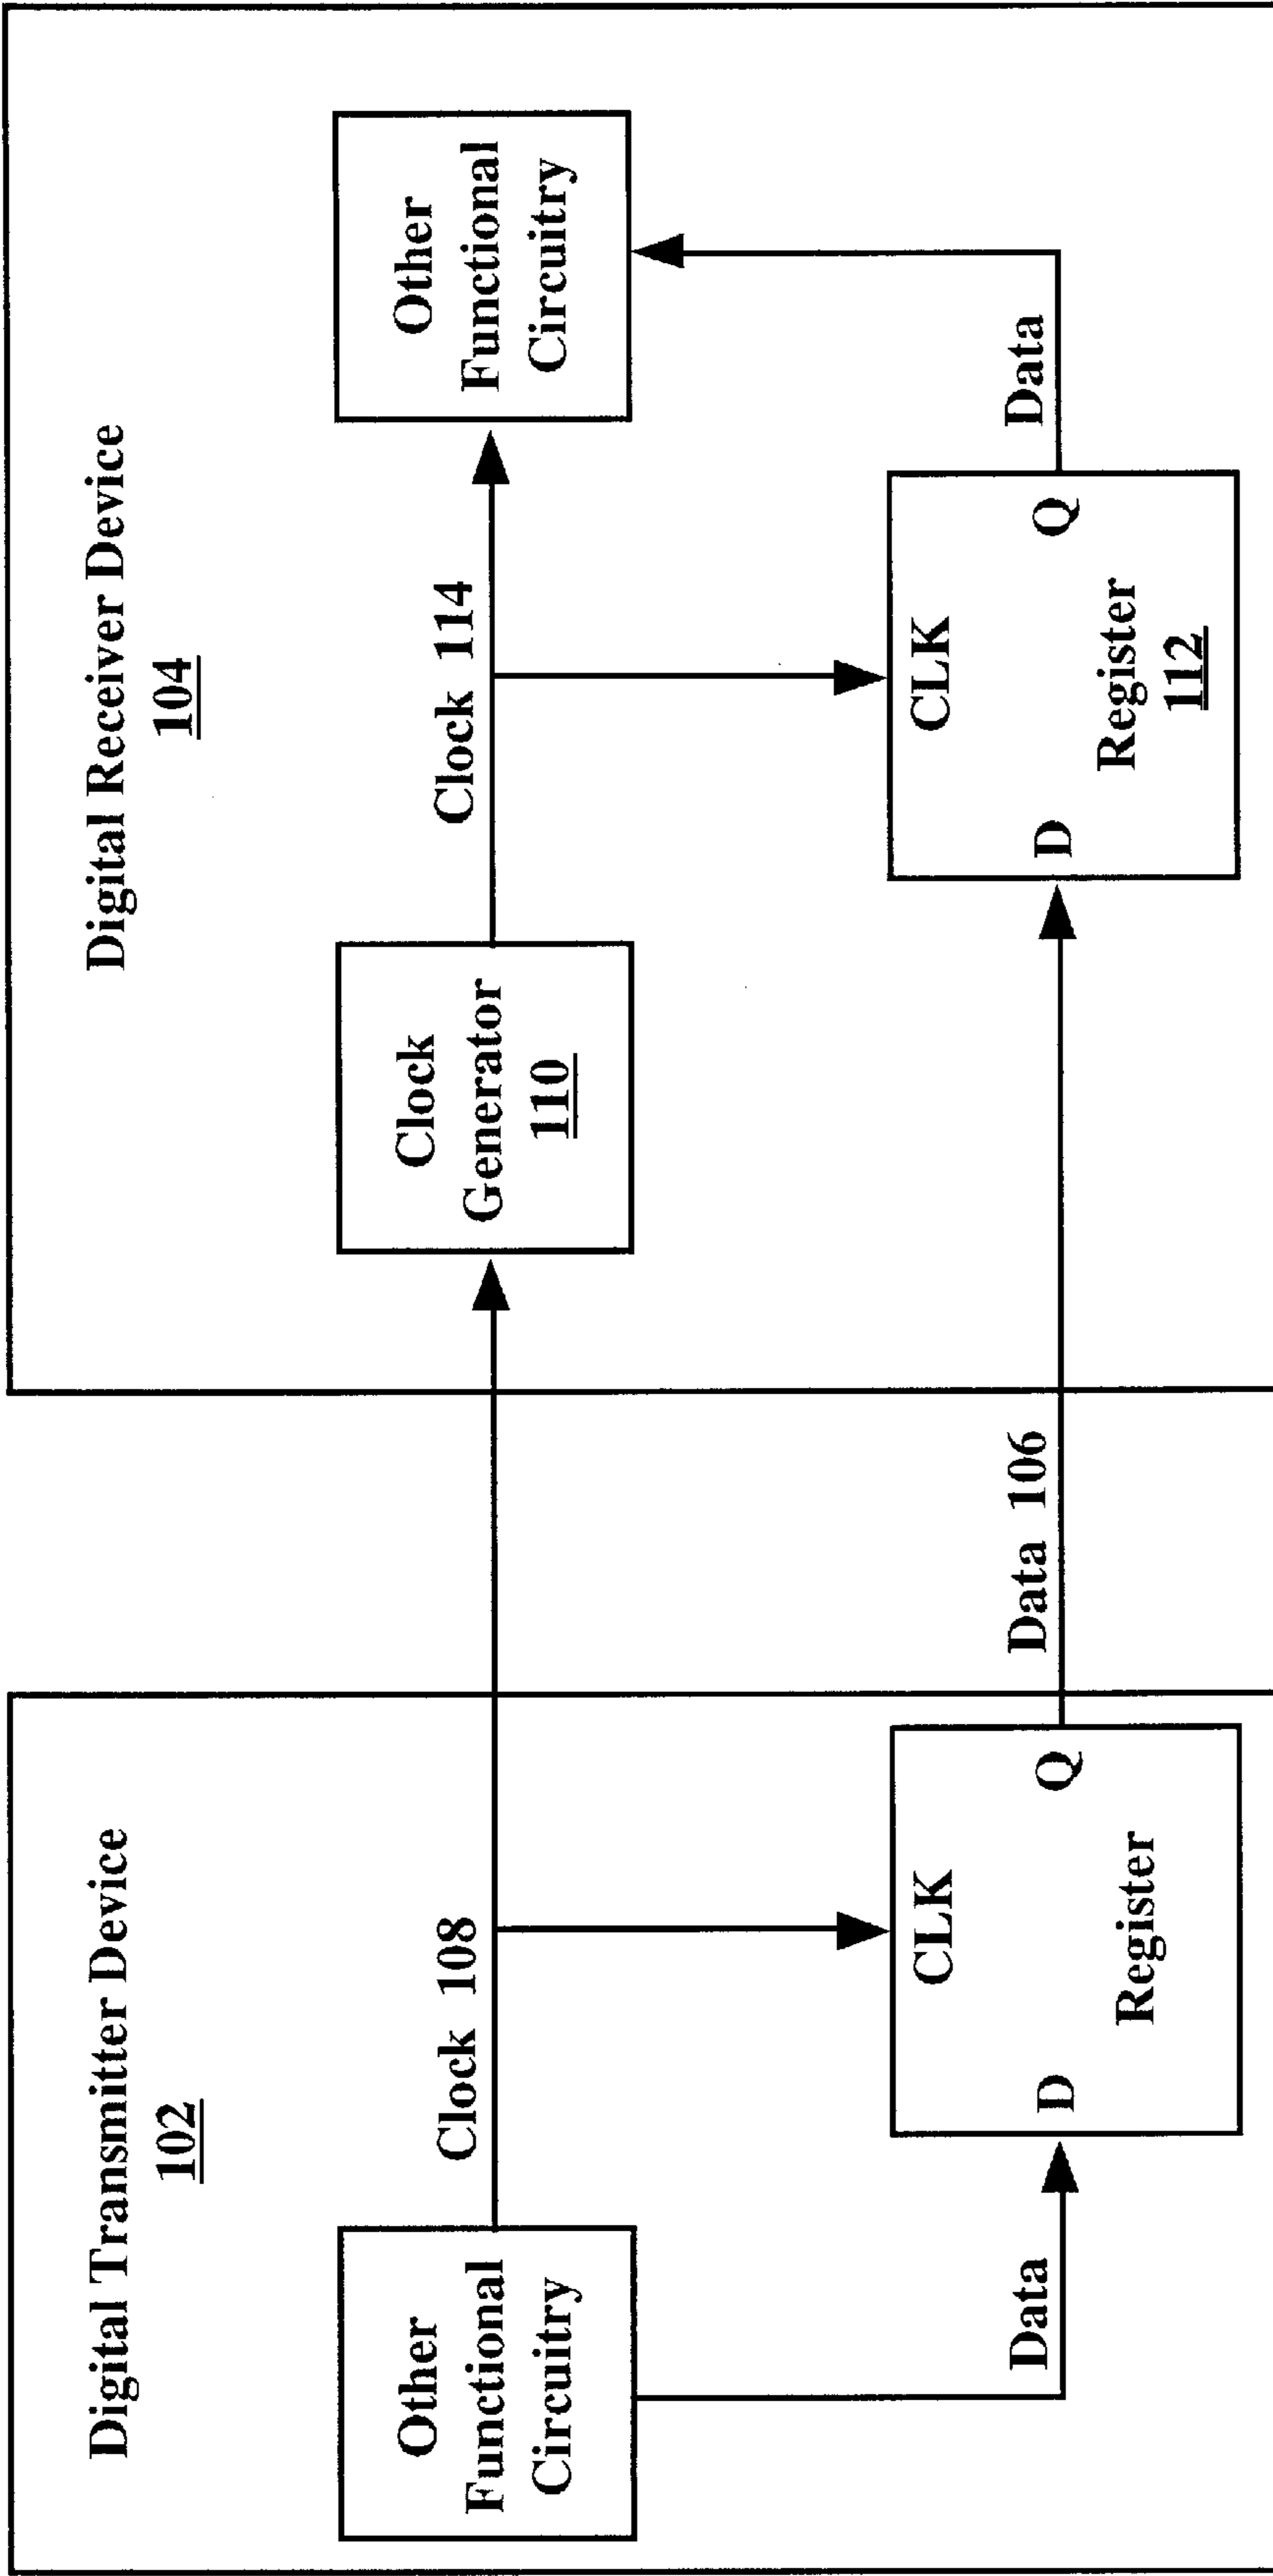 Digital Transmitter Device
102
Other
Functional
Circuitry
Clock 108
Data
CLK
D
Q
Register
Data 106
Digital Receiver Device
104
Clock
Generator
110
Clock 114
Other
Functional
Circuitry
CLK
D
Q
Register
112
Data